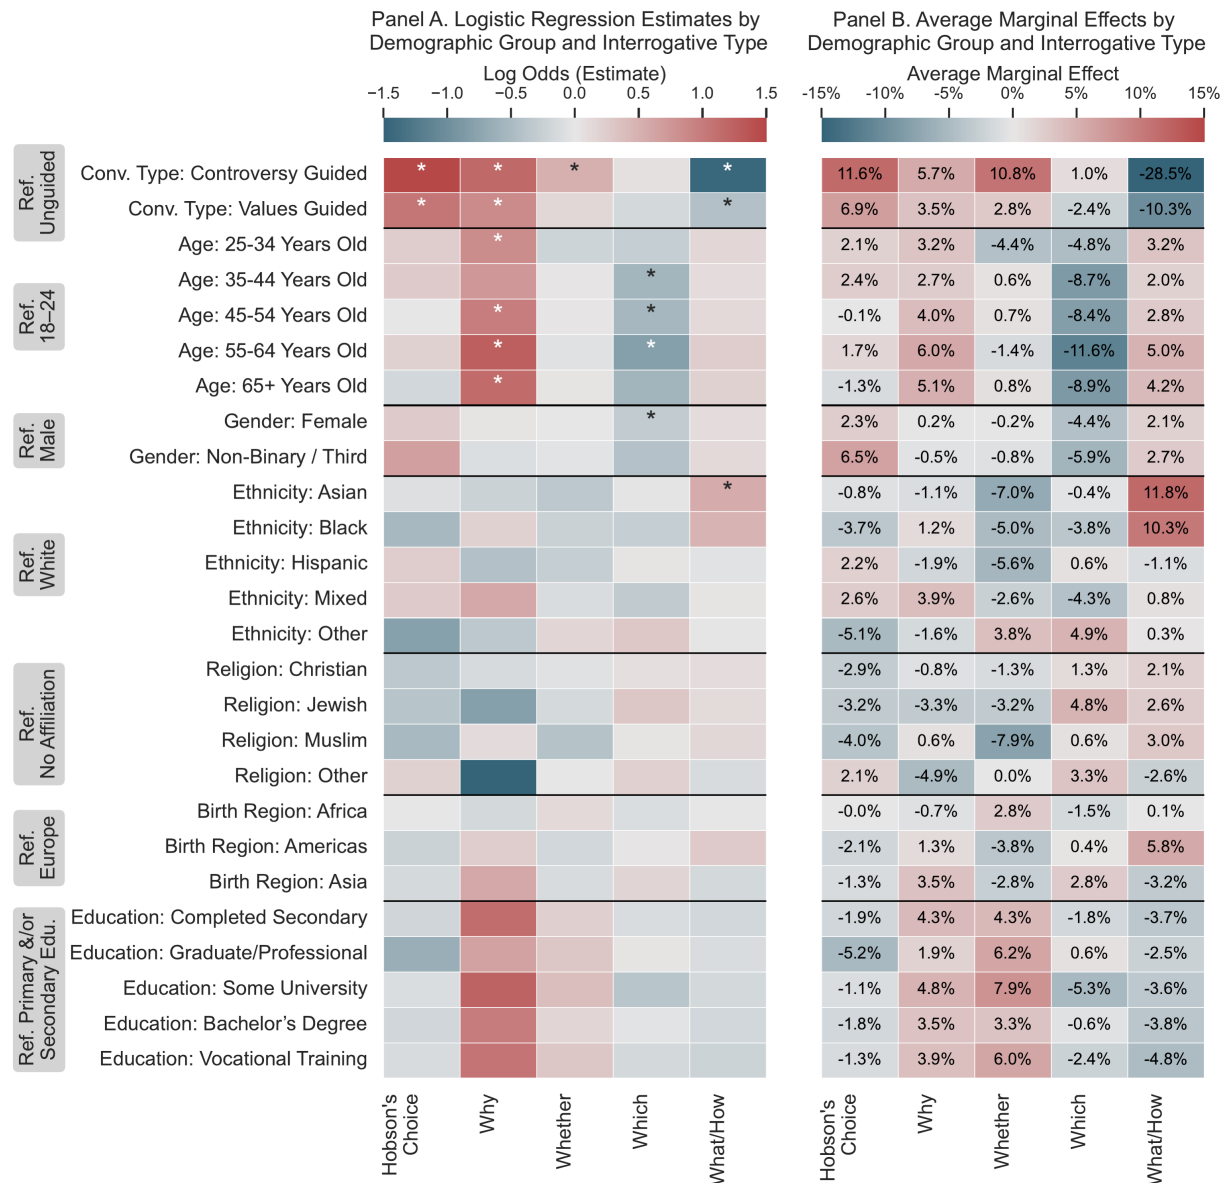 Panel A. Logistic Regression Estimates by
Demographic Group and Interrogative Type
Log Odds (Estimate)
−1.5 −1.0 −0.5 0.0 0.5 1.0 1.5
Panel B. Average Marginal Effects by
Demographic Group and Interrogative Type
Average Marginal Effect
-15% -10% -5% 0% 5% 10% 15%
Ref.
Unguided
Conv. Type: Controversy Guided * * * * 11.6% 5.7% 10.8% 1.0% -28.5%
Conv. Type: Values Guided * * * 6.9% 3.5% 2.8% -2.4% -10.3%
Ref.
18–24
Age: 25-34 Years Old * 2.1% 3.2% -4.4% -4.8% 3.2%
Age: 35-44 Years Old * 2.4% 2.7% 0.6% -8.7% 2.0%
Age: 45-54 Years Old * * -0.1% 4.0% 0.7% -8.4% 2.8%
Age: 55-64 Years Old * * 1.7% 6.0% -1.4% -11.6% 5.0%
Age: 65+ Years Old * -1.3% 5.1% 0.8% -8.9% 4.2%
Ref.
Male
Gender: Female * 2.3% 0.2% -0.2% -4.4% 2.1%
Gender: Non-Binary / Third 6.5% -0.5% -0.8% -5.9% 2.7%
Ref.
White
Ethnicity: Asian * -0.8% -1.1% -7.0% -0.4% 11.8%
Ethnicity: Black -3.7% 1.2% -5.0% -3.8% 10.3%
Ethnicity: Hispanic 2.2% -1.9% -5.6% 0.6% -1.1%
Ethnicity: Mixed 2.6% 3.9% -2.6% -4.3% 0.8%
Ethnicity: Other -5.1% -1.6% 3.8% 4.9% 0.3%
Ref.
No Affiliation
Religion: Christian -2.9% -0.8% -1.3% 1.3% 2.1%
Religion: Jewish -3.2% -3.3% -3.2% 4.8% 2.6%
Religion: Muslim -4.0% 0.6% -7.9% 0.6% 3.0%
Religion: Other 2.1% -4.9% 0.0% 3.3% -2.6%
Ref.
Europe
Birth Region: Africa -0.0% -0.7% 2.8% -1.5% 0.1%
Birth Region: Americas -2.1% 1.3% -3.8% 0.4% 5.8%
Birth Region: Asia -1.3% 3.5% -2.8% 2.8% -3.2%
Ref. Primary &/or
Secondary Edu.
Education: Completed Secondary -1.9% 4.3% 4.3% -1.8% -3.7%
Education: Graduate/Professional -5.2% 1.9% 6.2% 0.6% -2.5%
Education: Some University -1.1% 4.8% 7.9% -5.3% -3.6%
Education: Bachelor’s Degree -1.8% 3.5% 3.3% -0.6% -3.8%
Education: Vocational Training -1.3% 3.9% 6.0% -2.4% -4.8%
Hobson's
Choice
Why
Whether
Which
What/How
Hobson's
Choice
Why
Whether
Which
What/How